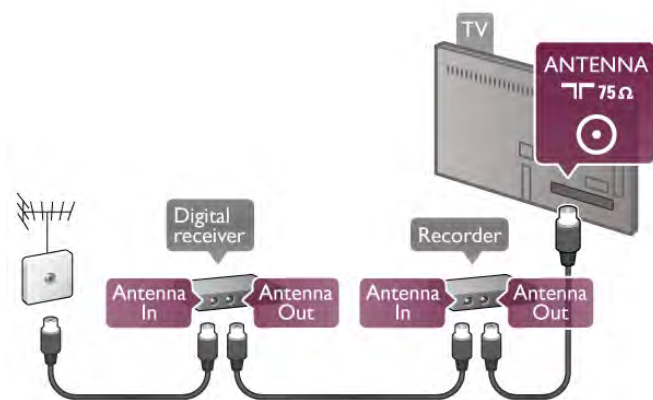 TV
ANTENNA
75Ω
Digital
receiver
Recorder
Antenna
In
Antenna
Out
Antenna
In
Antenna
Out